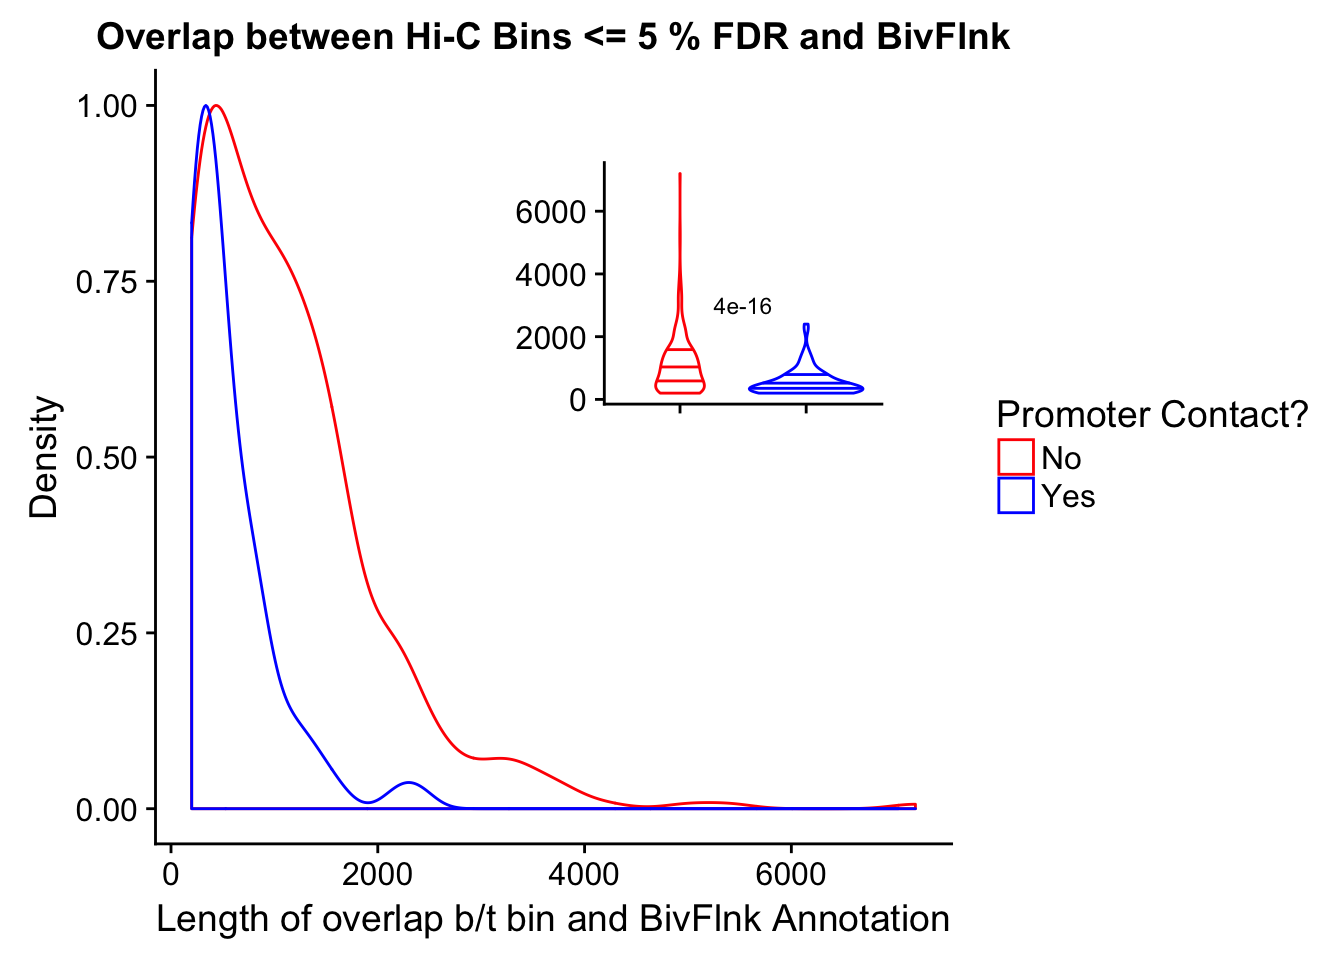 Overlap between Hi-C Bins <= 5 % FDR and BivFlnk
1.00
0.75
0.50
0.25
0.00
Density
6000
4000
2000
0
4e-16
Promoter Contact?
No
Yes
0 2000 4000 6000
Length of overlap b/t bin and BivFlnk Annotation